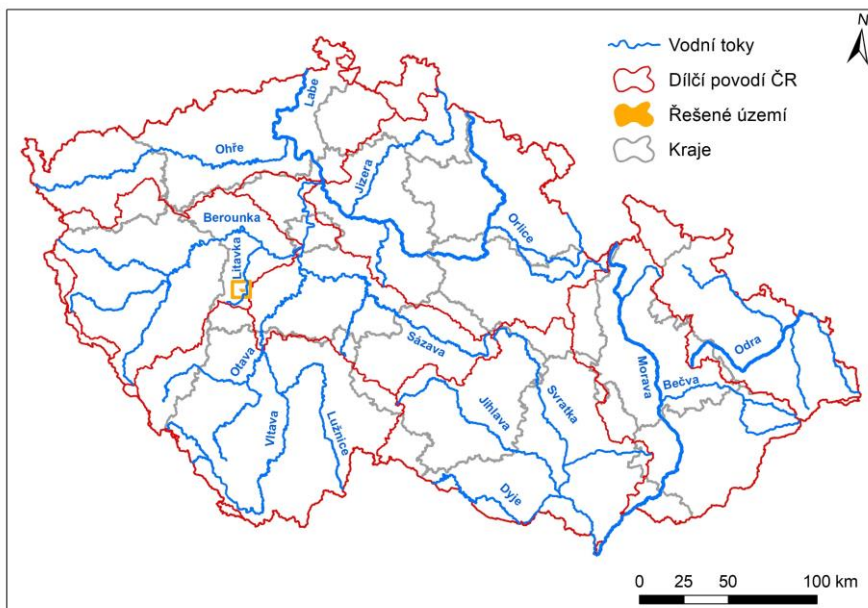 N
Vodní toky
Dílčí povodí ČR
Řešené území
Kraje
Labe
Ohře
Jizera
Berounka
Orlice
Litavka
Sázava
Otava
Morava
Odra
Bečva
Jihlava
Svratka
Vltava
Lužnice
Dyje
0 25 50 100 km